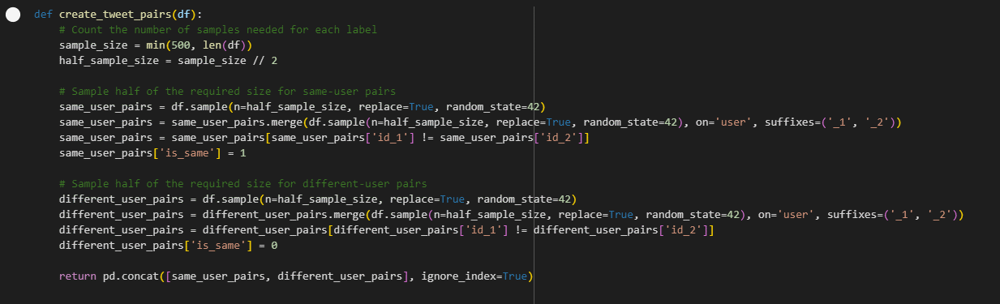 def create_tweet_pairs(df):
    # Count the number of samples needed for each label
    sample_size = min(500, len(df))
    half_sample_size = sample_size // 2

    # Sample half of the required size for same-user pairs
    same_user_pairs = df.sample(n=half_sample_size, replace=True, random_state=42)
    same_user_pairs = same_user_pairs.merge(df.sample(n=half_sample_size, replace=True, random_state=42), on='user', suffixes=('_1', '_2'))
    same_user_pairs = same_user_pairs[same_user_pairs['id_1'] != same_user_pairs['id_2']]
    same_user_pairs['is_same'] = 1

    # Sample half of the required size for different-user pairs
    different_user_pairs = df.sample(n=half_sample_size, replace=True, random_state=42)
    different_user_pairs = different_user_pairs.merge(df.sample(n=half_sample_size, replace=True, random_state=42), on='user', suffixes=('_1', '_2'))
    different_user_pairs = different_user_pairs[different_user_pairs['id_1'] != different_user_pairs['id_2']]
    different_user_pairs['is_same'] = 0

    return pd.concat([same_user_pairs, different_user_pairs], ignore_index=True)